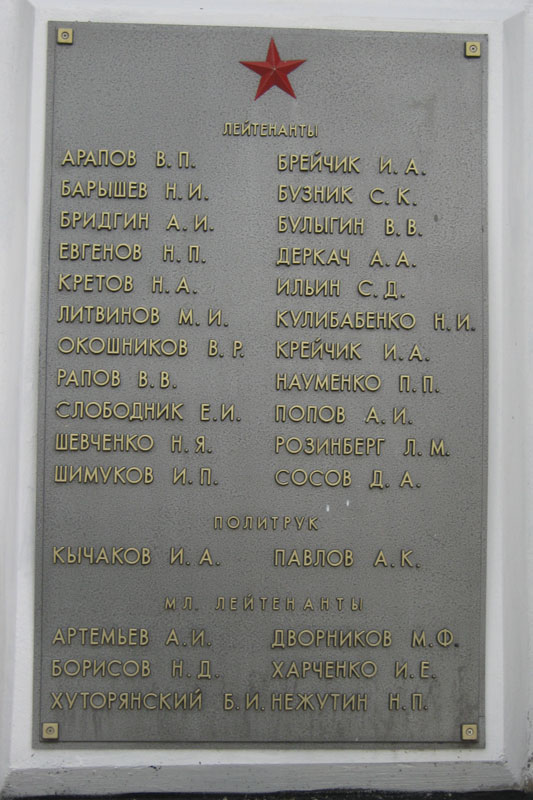 ЛЕЙТЕНАНТЫ
АРАПОВ В.П. БРЕЙЧИК И.А.
БАРЫШЕВ Н.И. БУЗНИК С.К.
БРИДГИН А.И. БУЛЫГИН В.В.
ЕВГЕНОВ Н.П. ДЕРКАЧ А.А.
КРЕТОВ Н.А. ИЛЬИН С.Д.
ЛИТВИНОВ М.И. КУЛИБАБЕНКО Н.И.
ОКОШНИКОВ В.Р. КРЕЙЧИК И.А.
РАПОВ В.В. НАУМЕНКО П.П.
СЛОБОДНИК Е.И. ПОПОВ А.И.
ШЕВЧЕНКО Н.Я. РОЗИНБЕРГ Л.М.
ШИМУКОВ И.П. СОСОВ Д.А.
ПОЛИТРУК
КЫЧАКОВ И.А. ПАВЛОВ А.К.
МЛ. ЛЕЙТЕНАНТЫ
АРТЕМЬЕВ А.И. ДВОРНИКОВ М.Ф.
БОРИСОВ Н.Д. ХАРЧЕНКО И.Е.
ХУТОРЯНСКИЙ Б.И. НЕЖУТИН Н.П.